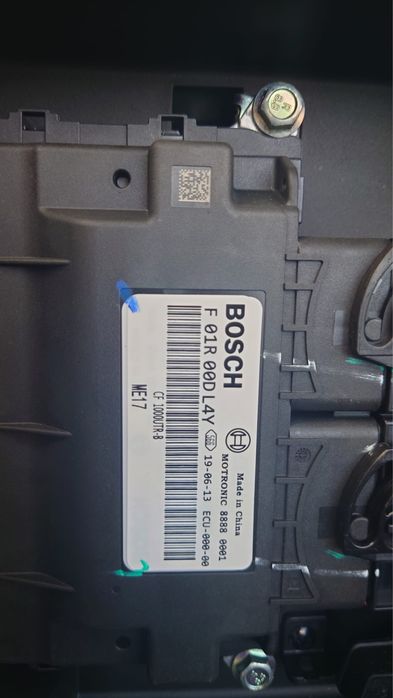 BOSCH
Made in China
F 01R 00D L4Y
MOTRONIC 8888 0001
19-06-13 ECU-000-00
CF 1000UTR-B
ME17